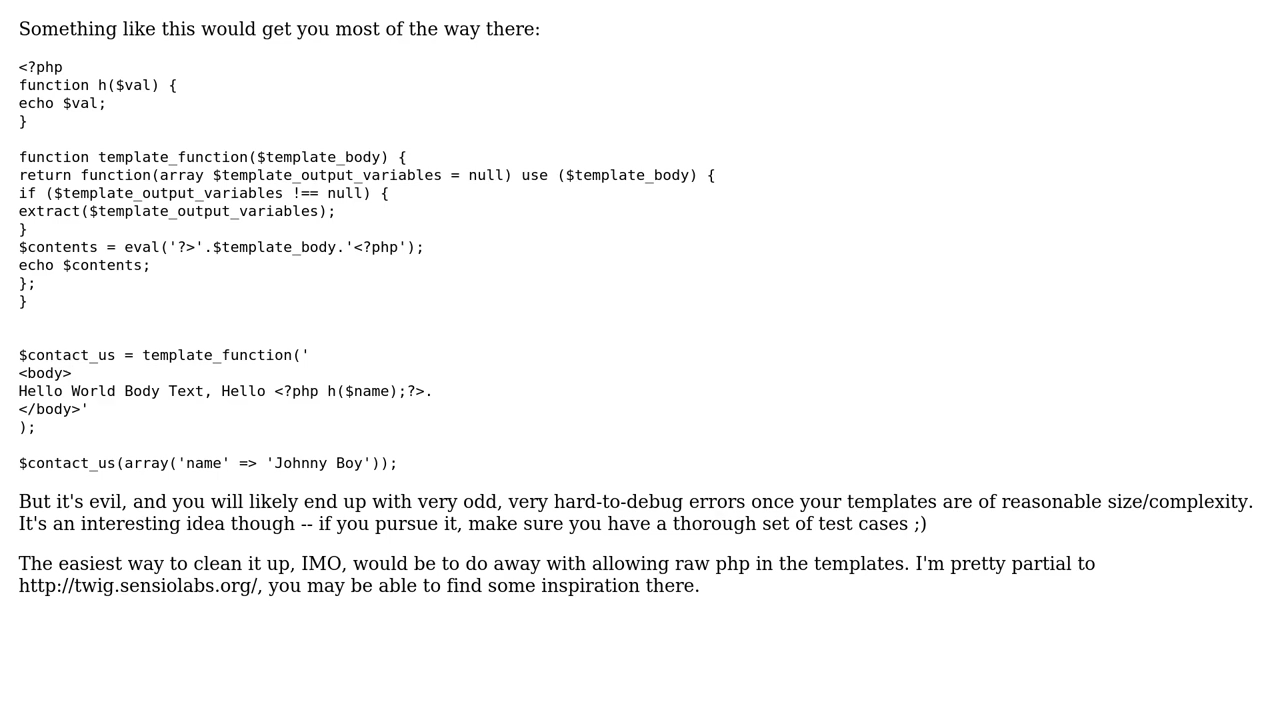 Something like this would get you most of the way there:
<?php
function h($val) {
echo $val;
}
function template_function($template_body) {
return function(array $template_output_variables = null) use ($template_body) {
if ($template_output_variables !== null) {
extract($template_output_variables);
}
$contents = eval('?>'.$template_body.'<?php');
echo $contents;
};
}
$contact_us = template_function('
<body>
Hello World Body Text, Hello <?php h($name);?>.
</body>'
);
$contact_us(array('name' => 'Johnny Boy'));
But it's evil, and you will likely end up with very odd, very hard-to-debug errors once your templates are of reasonable size/complexity.
It's an interesting idea though -- if you pursue it, make sure you have a thorough set of test cases ;)
The easiest way to clean it up, IMO, would be to do away with allowing raw php in the templates. I'm pretty partial to
http://twig.sensiolabs.org/, you may be able to find some inspiration there.